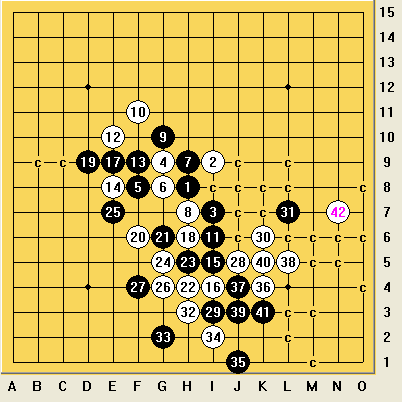 15
14
13
12
10 11
12 9 10
c c 19 17 13 4 7 2 c c 9
14 5 6 1 c c c c c 8
25 8 3 c c 31 42 7
20 21 18 11 c 30 c c c c 6
24 23 15 28 40 38 c c 5
27 26 22 16 37 36 c 4
32 29 39 41 c c 3
33 34 c 2
35 c 1
A B C D E F G H I J K L M N O